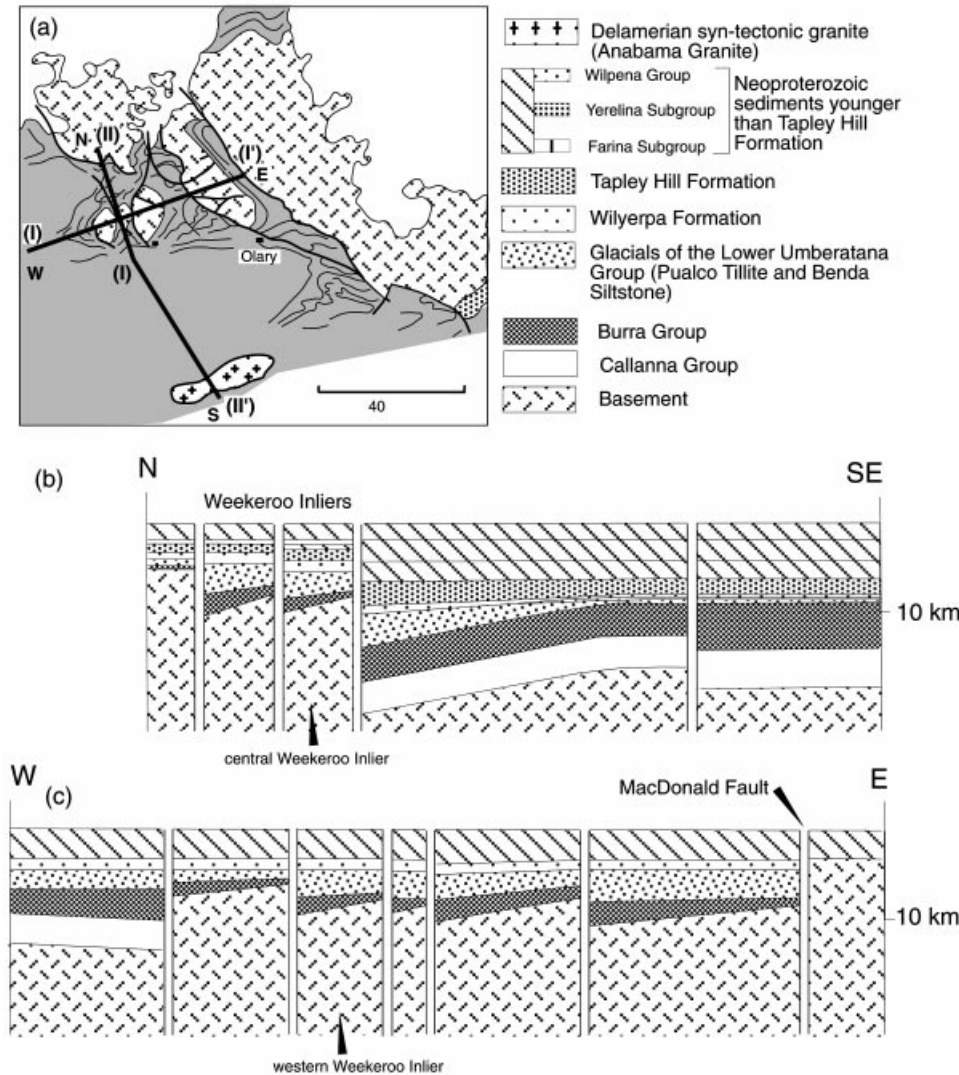 (a)
N
(II)
(I')
E
(I)
W
(I)
Olary
S
(II')
40
Delamerian syn-tectonic granite
(Anabama Granite)
Wilpena Group
Yerelina Subgroup
Farina Subgroup
Neoproterozoic
sediments younger
than Tapley Hill
Formation
Tapley Hill Formation
Wilyerpa Formation
Glacials of the Lower Umberatana
Group (Pualco Tillite and Benda
Siltstone)
Burra Group
Callanna Group
Basement
(b)
N
SE
Weekeroo Inliers
10 km
central Weekeroo Inlier
W
(c)
E
MacDonald Fault
10 km
western Weekeroo Inlier